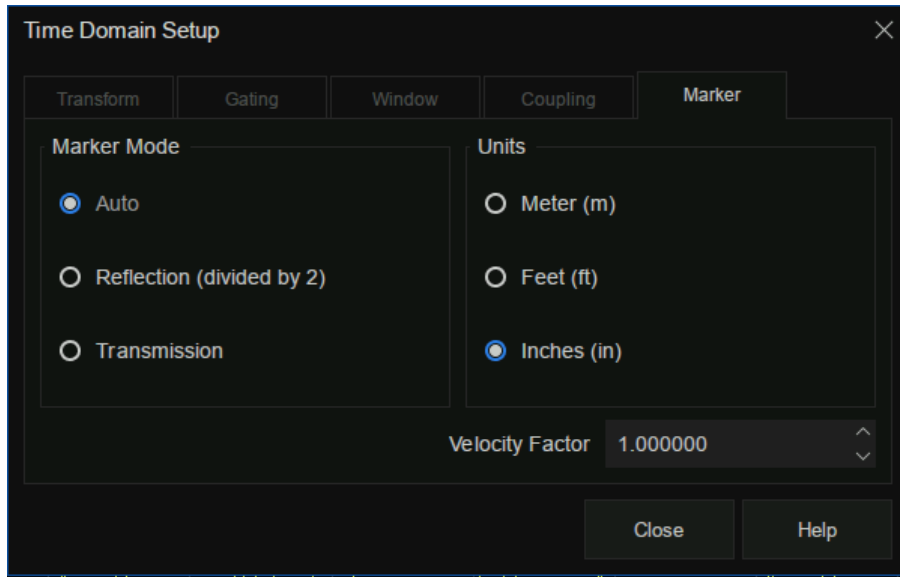 Time Domain Setup
Transform Gating Window Coupling Marker
Marker Mode
Auto
Reflection (divided by 2)
Transmission
Units
Meter (m)
Feet (ft)
Inches (in)
Velocity Factor 1.000000
Close Help